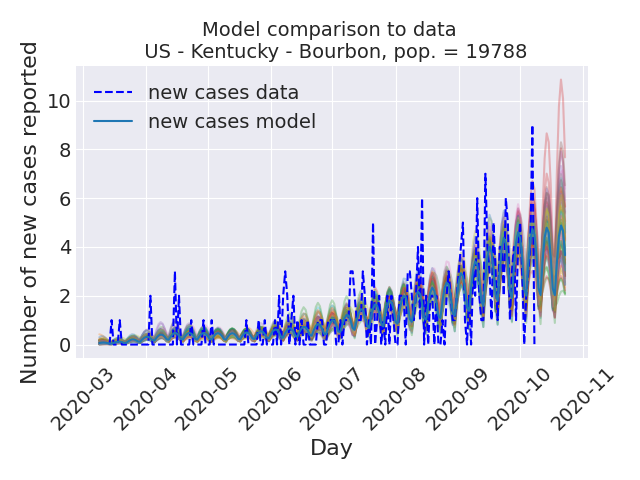 Model comparison to data
US - Kentucky - Bourbon, pop. = 19788
Number of new cases reported
new cases data
new cases model
10
8
6
4
2
0
2020-03
2020-04
2020-05
2020-06
2020-07
2020-08
2020-09
2020-10
2020-11
Day